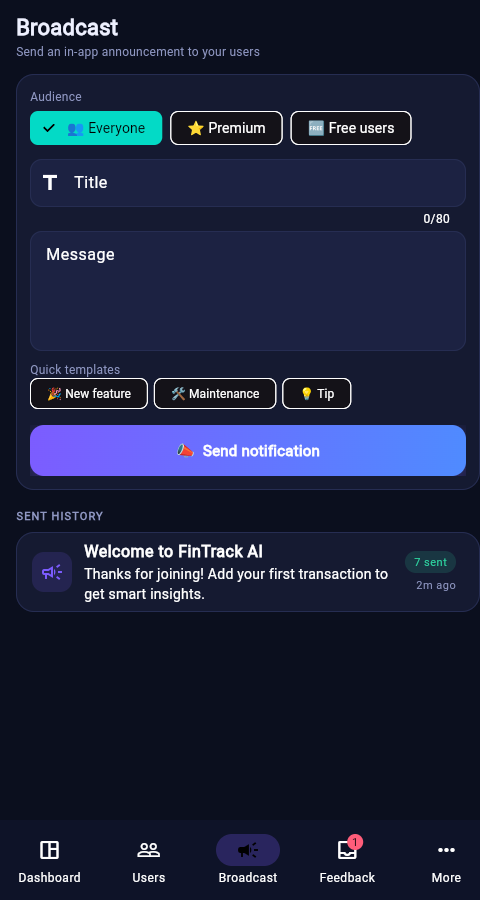 Broadcast
Send an in-app announcement to your users
Audience
👥 Everyone
⭐ Premium
🆓 Free users
Title
0/80
Message
Quick templates
🎉 New feature
🛠️ Maintenance
💡 Tip
📣 Send notification
SENT HISTORY
Welcome to FinTrack AI
Thanks for joining! Add your first transaction to
get smart insights.
7 sent
2m ago
1
Dashboard
Users
Broadcast
Feedback
More